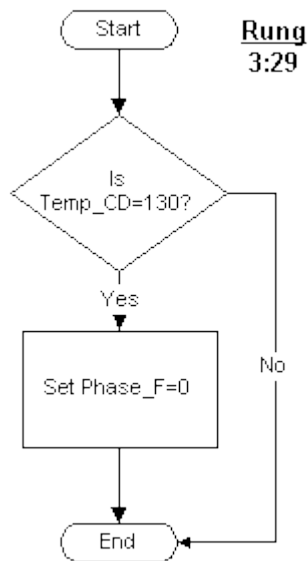 Start
Rung
3:29
Is
Temp_CD=130?
Yes
No
Set Phase_F=0
End